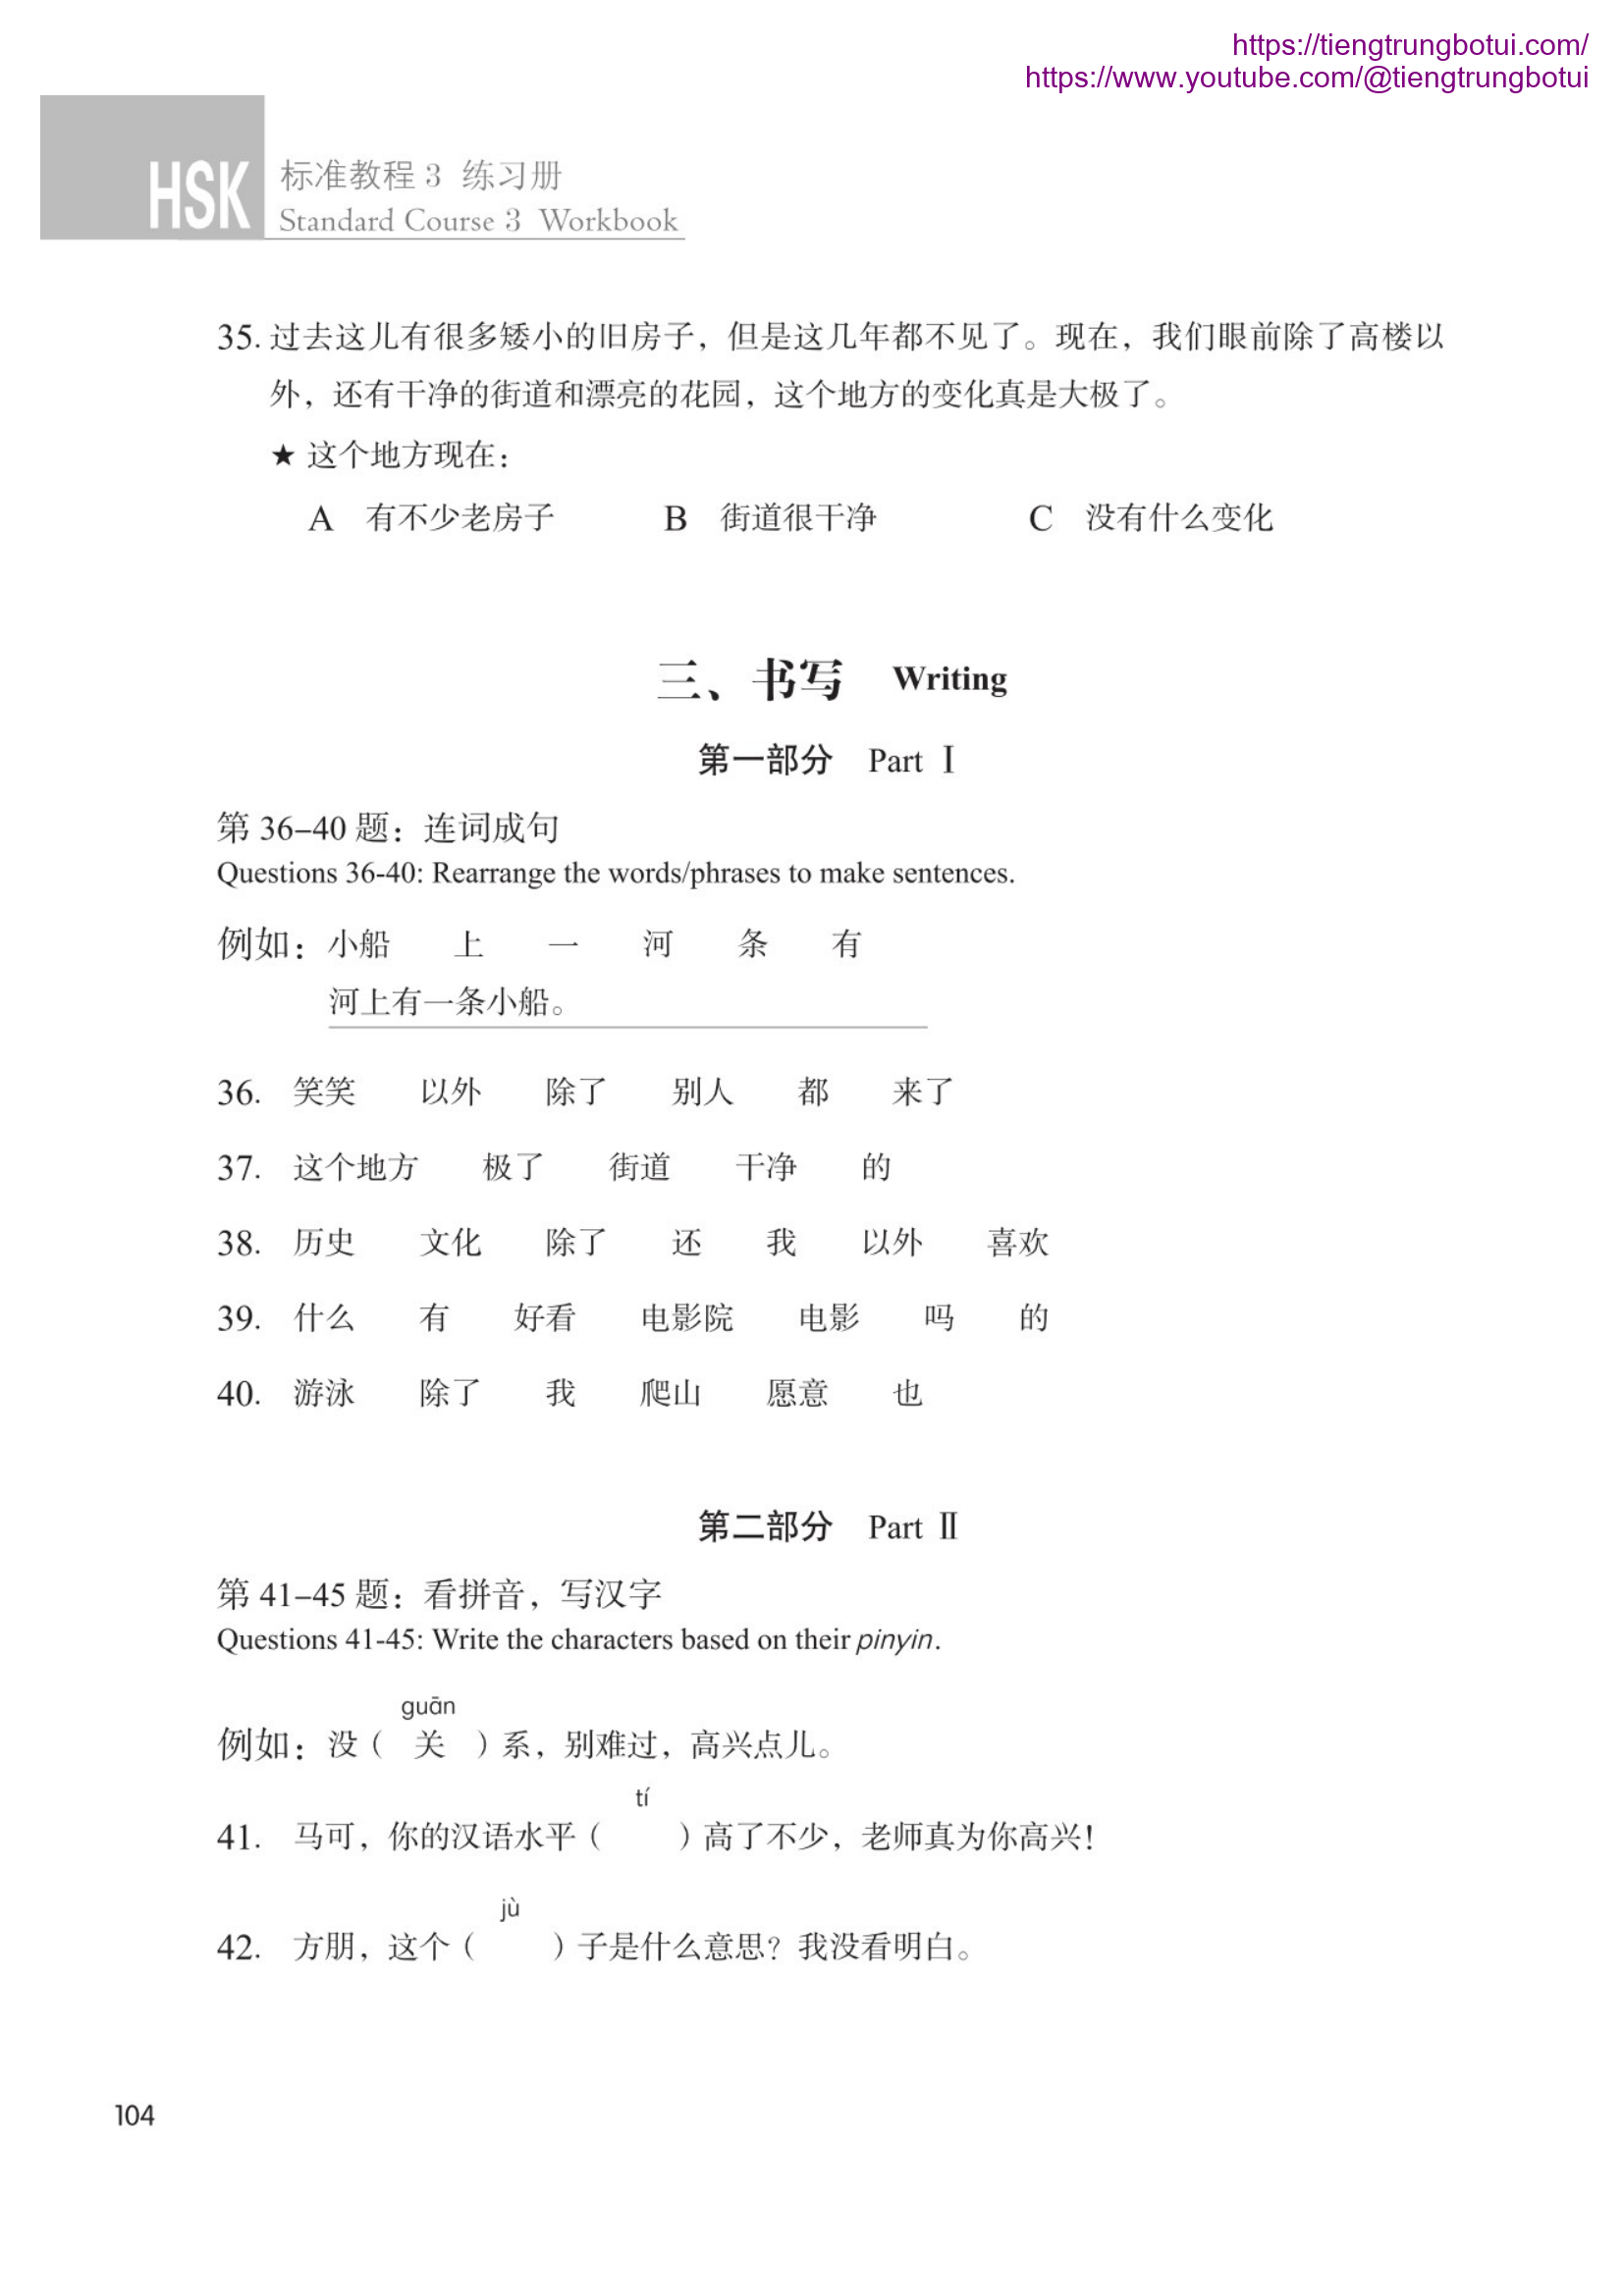 https://tiengtrungbotui.com/
https://www.youtube.com/@tiengtrungbotui
HSK 标准教程 3 练习册
Standard Course 3 Workbook
35. 过去这儿有很多矮小的旧房子，但是这几年都不见了。现在，我们眼前除了高楼以
外，还有干净的街道和漂亮的花园，这个地方的变化真是大极了。
★ 这个地方现在：
A 有不少老房子 B 街道很干净 C 没有什么变化
三、书写 Writing
第一部分 Part Ⅰ
第 36–40 题：连词成句
Questions 36-40: Rearrange the words/phrases to make sentences.
例如：小船 上 一 河 条 有
河上有一条小船。
36. 笑笑 以外 除了 别人 都 来了
37. 这个地方 极了 街道 干净 的
38. 历史 文化 除了 还 我 以外 喜欢
39. 什么 有 好看 电影院 电影 吗 的
40. 游泳 除了 我 爬山 愿意 也
第二部分 Part Ⅱ
第 41–45 题：看拼音，写汉字
Questions 41-45: Write the characters based on their pinyin.
guān
例如：没（ 关 ）系，别难过，高兴点儿。
tí
41. 马可，你的汉语水平（ ）高了不少，老师真为你高兴！
jù
42. 方朋，这个（ ）子是什么意思？我没看明白。
104